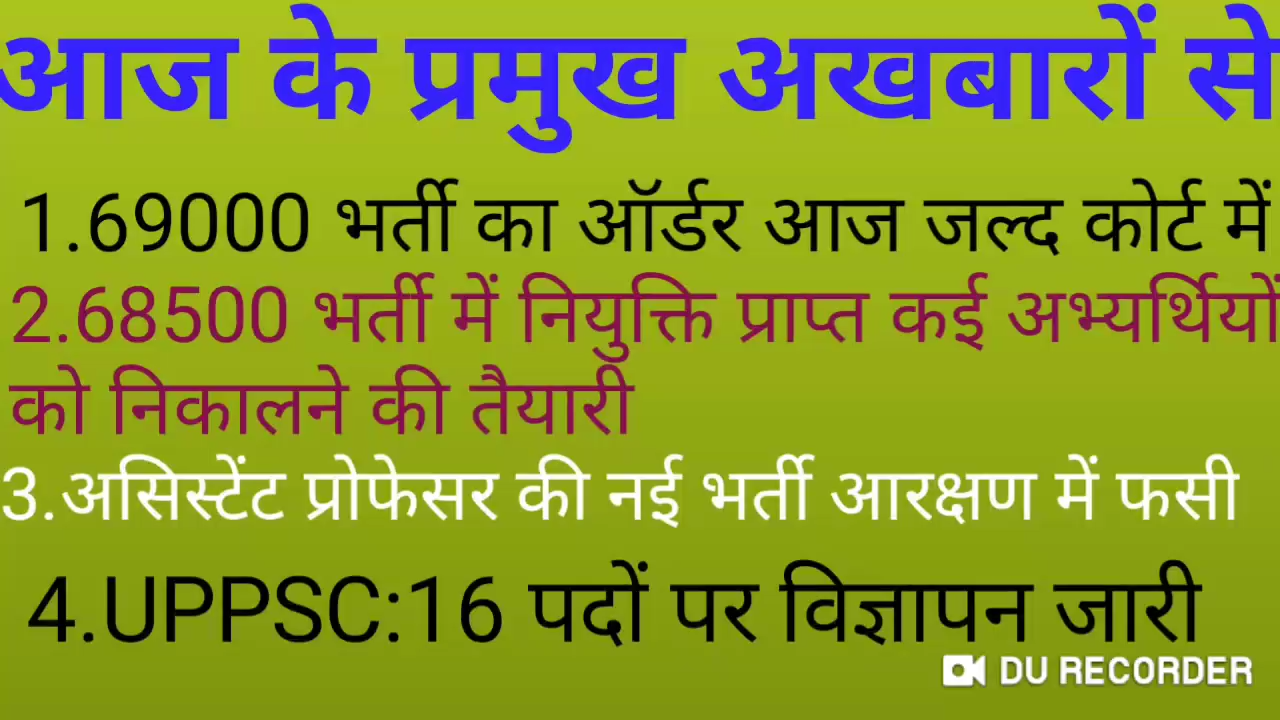 आज के प्रमुख अखबारों से
1.69000 भर्ती का ऑर्डर आज जल्द कोर्ट में
2.68500 भर्ती में नियुक्ति प्राप्त कई अभ्यर्थियों
को निकालने की तैयारी
3.असिस्टेंट प्रोफेसर की नई भर्ती आरक्षण में फसी
4.UPPSC:16 पदों पर विज्ञापन जारी
DU RECORDER